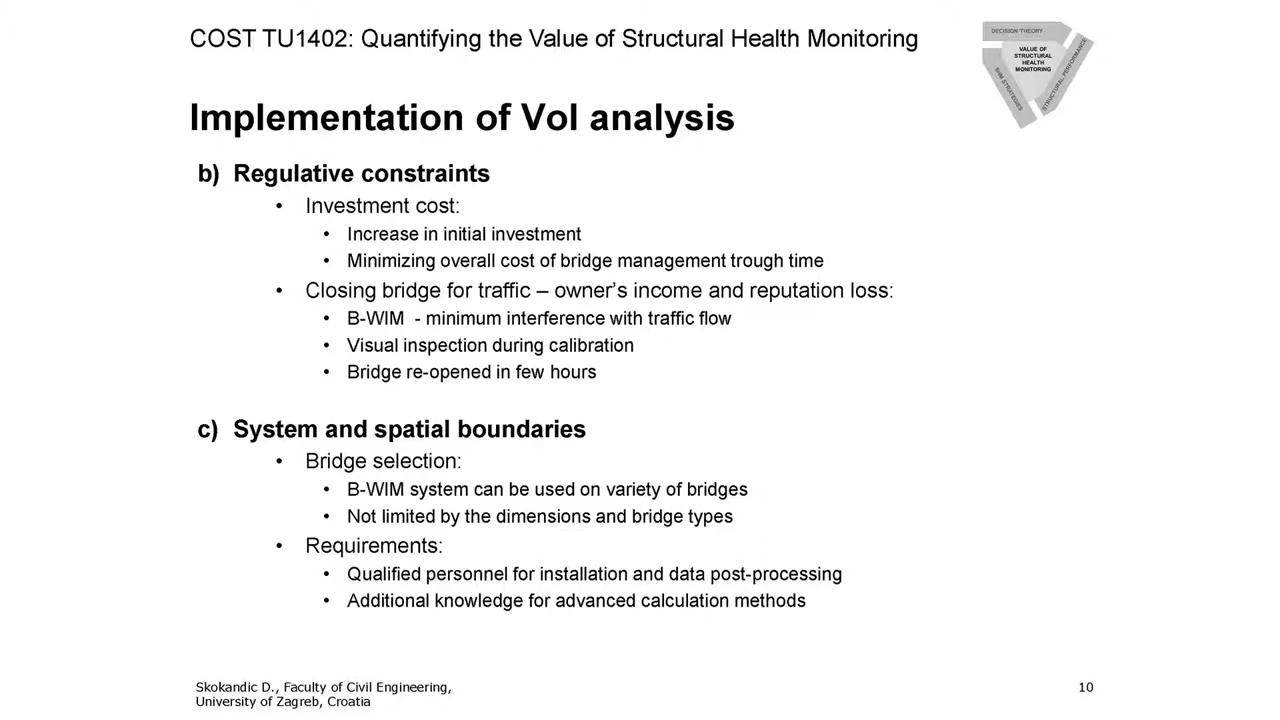 COST TU1402: Quantifying the Value of Structural Health Monitoring
DECISION THEORY
VALUE OF
STRUCTURAL
HEALTH
MONITORING
SHM STRATEGIES
STRUCTURAL PERFORMANCE
Implementation of VoI analysis
b) Regulative constraints
• Investment cost:
• Increase in initial investment
• Minimizing overall cost of bridge management trough time
• Closing bridge for traffic – owner's income and reputation loss:
• B-WIM - minimum interference with traffic flow
• Visual inspection during calibration
• Bridge re-opened in few hours
c) System and spatial boundaries
• Bridge selection:
• B-WIM system can be used on variety of bridges
• Not limited by the dimensions and bridge types
• Requirements:
• Qualified personnel for installation and data post-processing
• Additional knowledge for advanced calculation methods
Skokandic D., Faculty of Civil Engineering,
University of Zagreb, Croatia
10